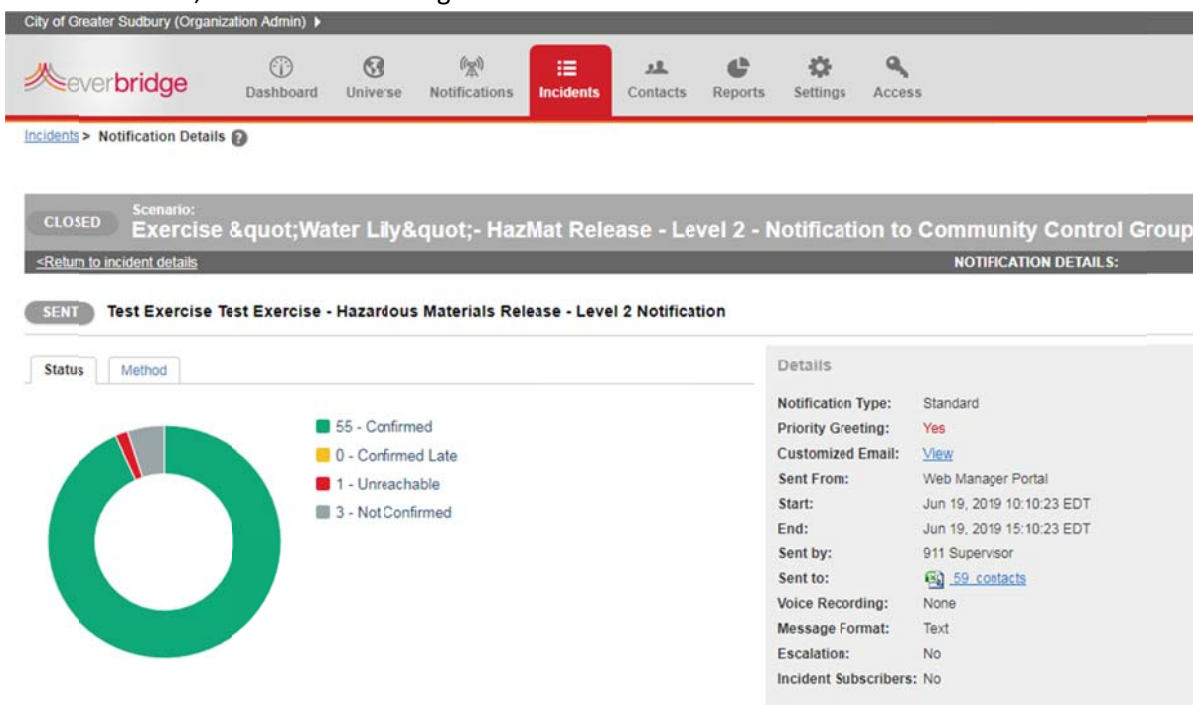 City of Greater Sudbury (Organization Admin)
everbridge
Dashboard Universe Notifications Incidents Contacts Reports Settings Access
Incidents > Notification Details ?
CLOSED
Scenario:
Exercise &quot;Water Lily&quot;- HazMat Release - Level 2 - Notification to Community Control Group
<Return to incident details
NOTIFICATION DETAILS:
SENT Test Exercise Test Exercise - Hazardous Materials Release - Level 2 Notification
Status Method
55 - Confirmed
0 - Confirmed Late
1 - Unreachable
3 - Not Confirmed
Details
Notification Type: Standard
Priority Greeting: Yes
Customized Email: View
Sent From: Web Manager Portal
Start: Jun 19, 2019 10:10:23 EDT
End: Jun 19, 2019 15:10:23 EDT
Sent by: 911 Supervisor
Sent to: 59 contacts
Voice Recording: None
Message Format: Text
Escalation: No
Incident Subscribers: No